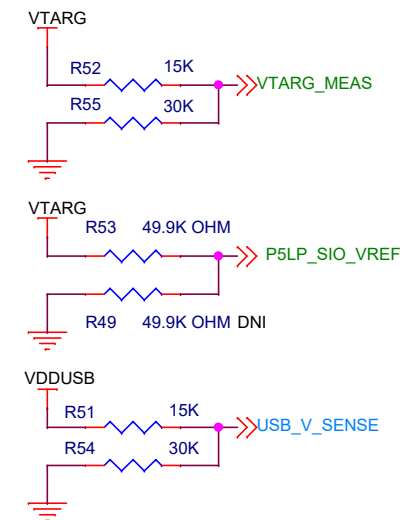 VTARG
R52 15K
VTARG_MEAS
R55 30K
VTARG
R53 49.9K OHM
P5LP_SIO_VREF
R49 49.9K OHM DNI
VDDUSB
R51 15K
USB_V_SENSE
R54 30K